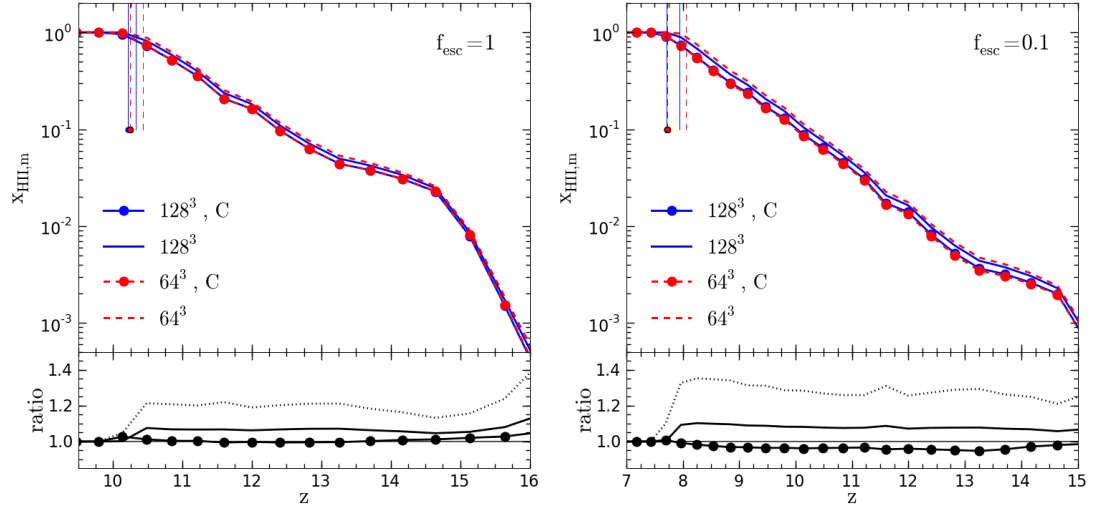 f_esc=1
10^0
10^-1
10^-2
10^-3
x_HII,m
128^3 , C
128^3
64^3 , C
64^3
1.4
1.2
1.0
ratio
10 11 12 13 14 15 16
z
f_esc=0.1
10^0
10^-1
10^-2
10^-3
x_HII,m
128^3 , C
128^3
64^3 , C
64^3
1.4
1.2
1.0
ratio
7 8 9 10 11 12 13 14 15
z